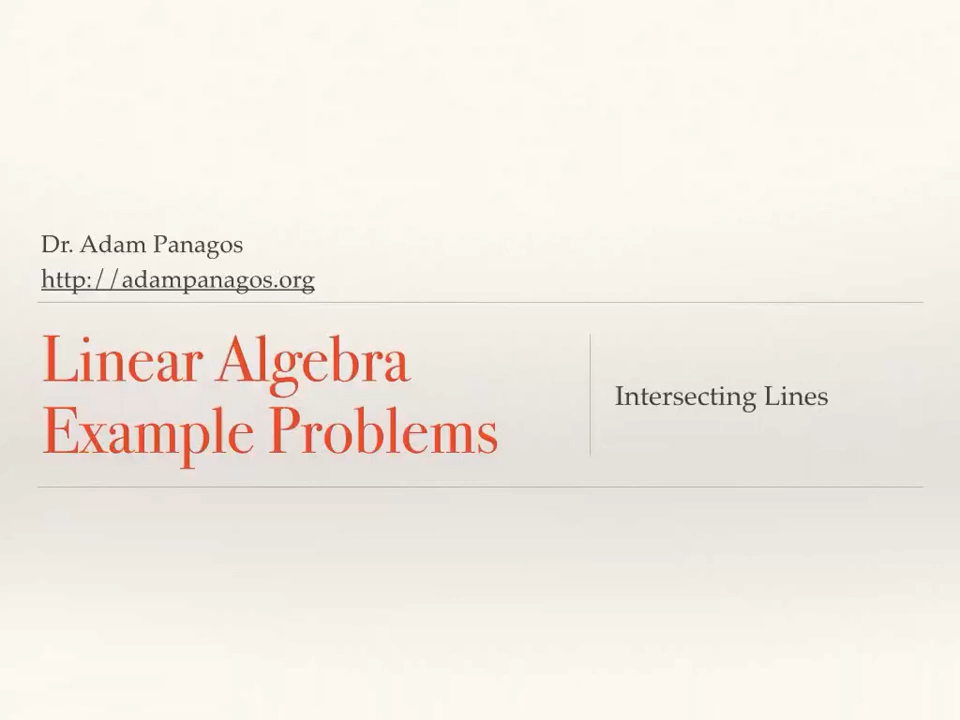 Dr. Adam Panagos
http://adampanagos.org
Linear Algebra
Example Problems
Intersecting Lines